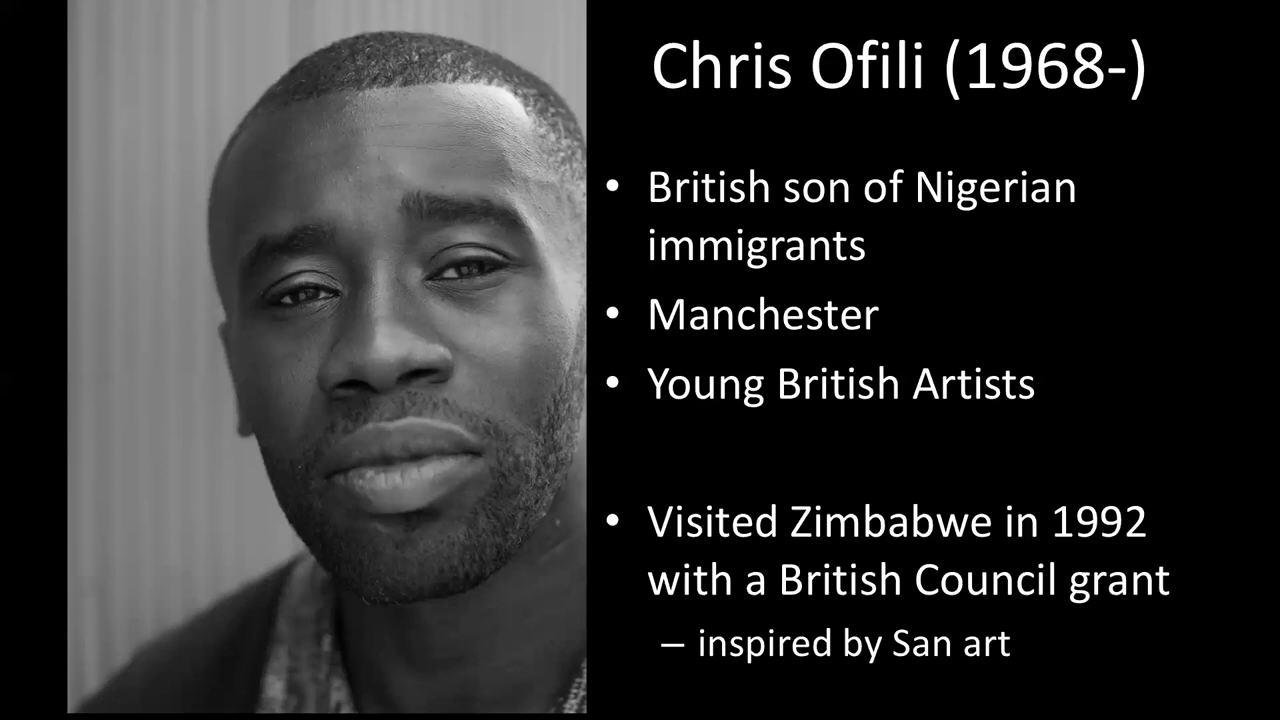 Chris Ofili (1968-)
• British son of Nigerian
immigrants
• Manchester
• Young British Artists
• Visited Zimbabwe in 1992
with a British Council grant
– inspired by San art